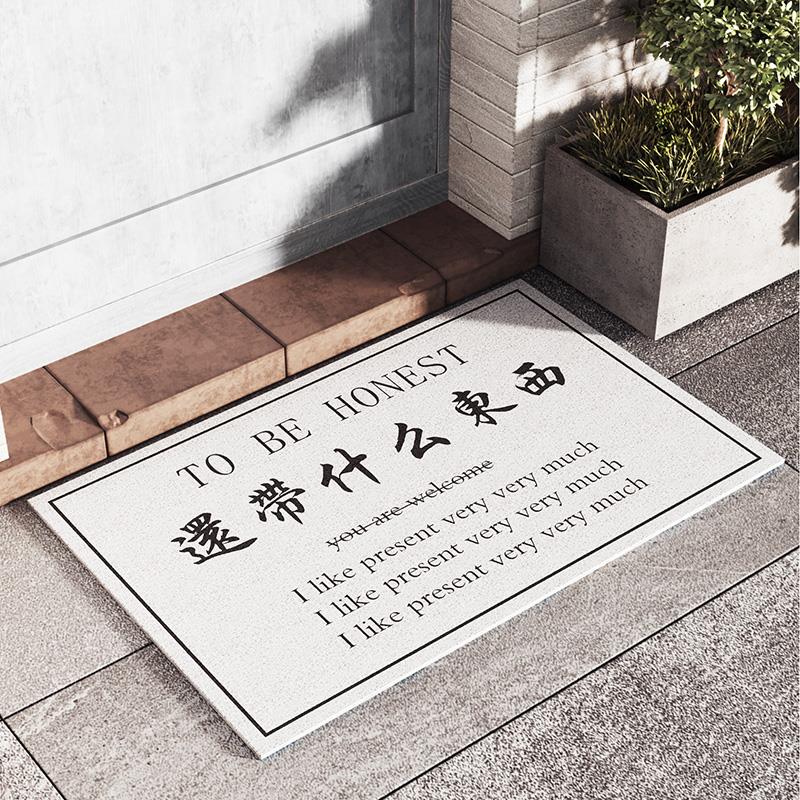 TO BE HONEST
還帶什么東西
you are welcome
I like present very very much
I like present very very much
I like present very very much